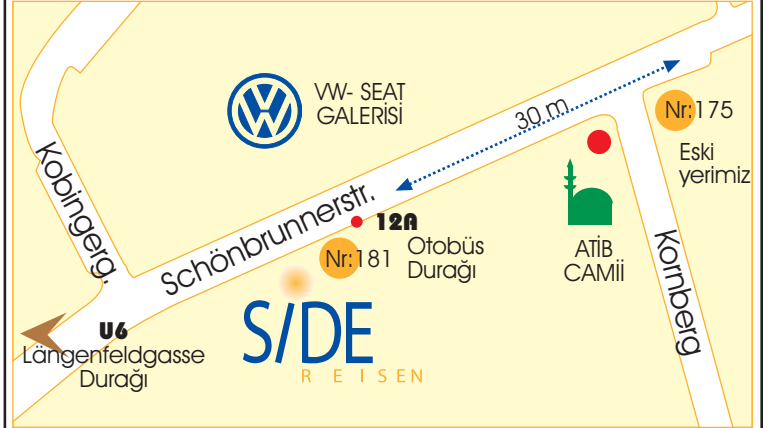 VW- SEAT
GALERİSİ
30 m
Nr:175
Eski
yerimiz
Kobingerg.
Schönbrunnerstr.
12A
Otobüs
Durağı
Nr:181
ATİB
CAMİİ
Kornberg
U6
Längenfeldgasse
Durağı
SIDE
REISEN